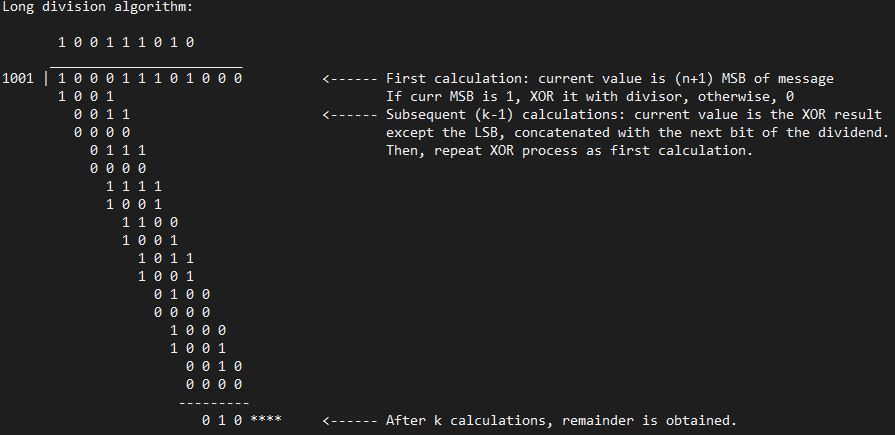 Long division algorithm:
1 0 0 1 1 1 0 1 0
1001 | 1 0 0 0 1 1 1 0 1 0 0 0 <------ First calculation: current value is (n+1) MSB of message
1 0 0 1 If curr MSB is 1, XOR it with divisor, otherwise, 0
0 0 1 1 <------ Subsequent (k-1) calculations: current value is the XOR result
0 0 0 0 except the LSB, concatenated with the next bit of the dividend.
0 1 1 1 Then, repeat XOR process as first calculation.
0 0 0 0
1 1 1 1
1 0 0 1
1 1 0 0
1 0 0 1
1 0 1 1
1 0 0 1
0 1 0 0
0 0 0 0
1 0 0 0
1 0 0 1
0 0 1 0
0 0 0 0
---------
0 1 0 **** <------ After k calculations, remainder is obtained.